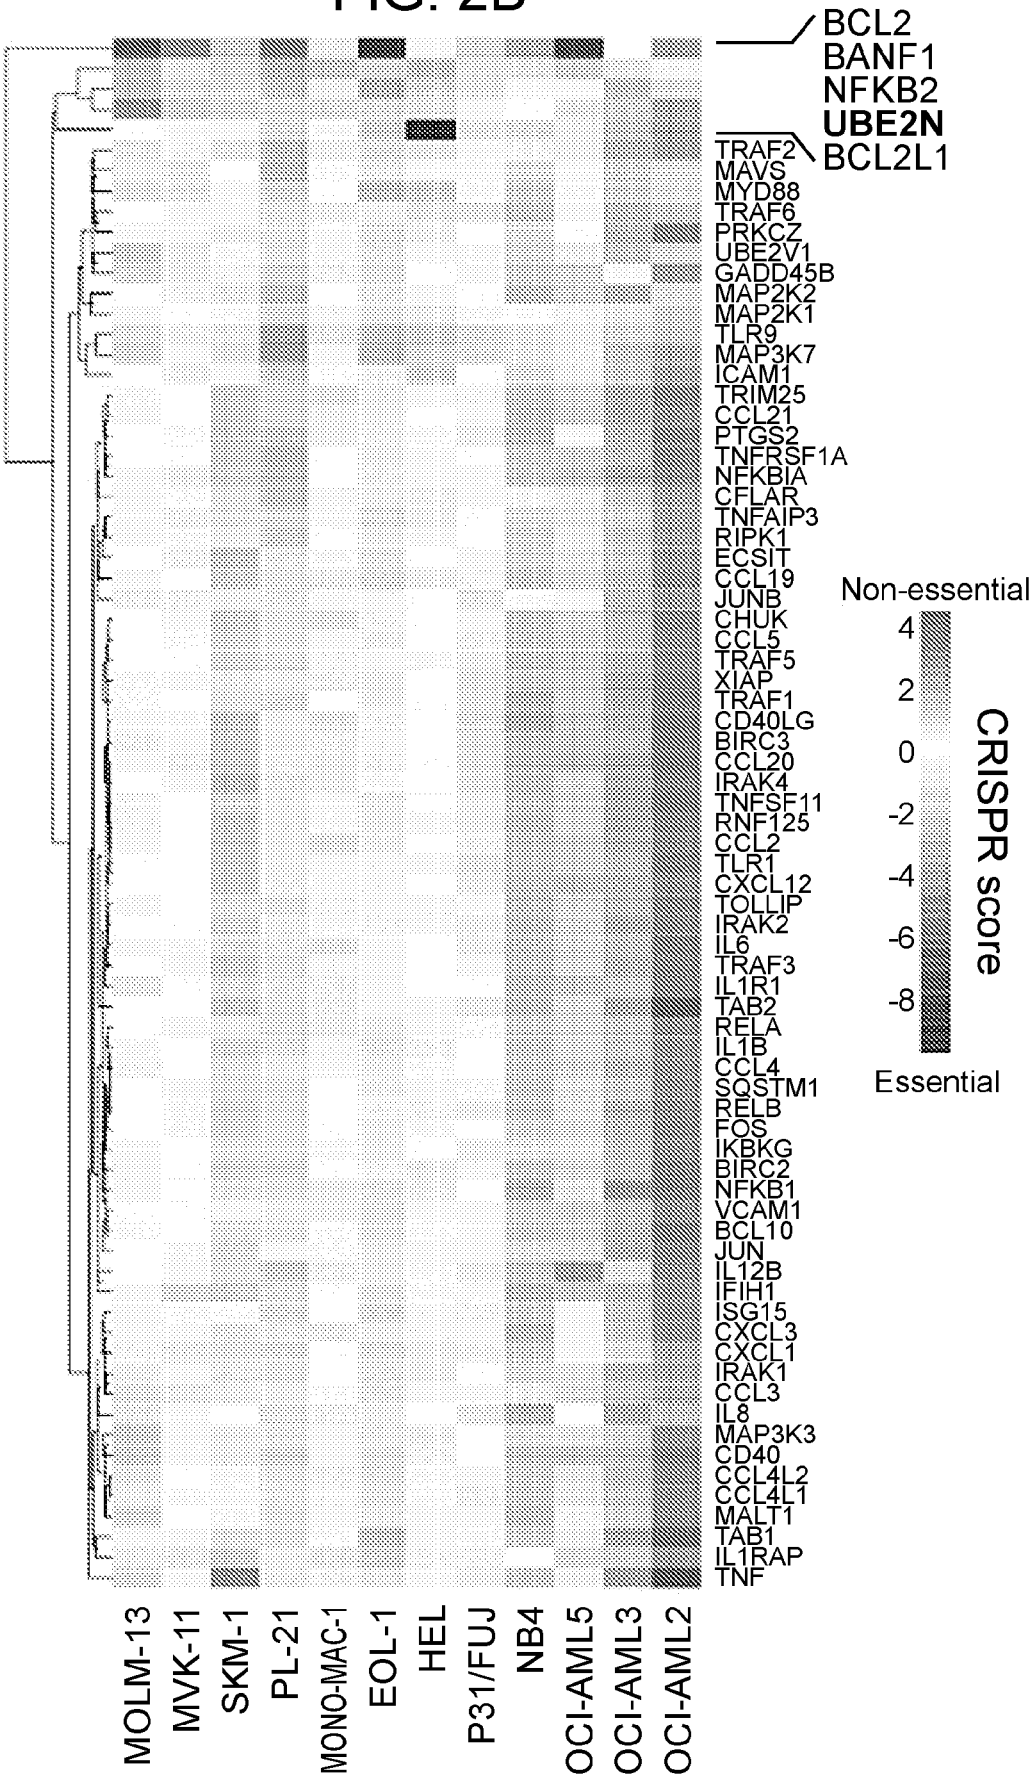 FIG. 2B
BCL2
BANF1
NFKB2
UBE2N
BCL2L1
TRAF2
MAVS
MYD88
TRAF6
PRKCZ
UBE2V1
GADD45B
MAP2K2
MAP2K1
TLR9
MAP3K7
ICAM1
TRIM25
CCL21
PTGS2
TNFRSF1A
NFKBIA
CFLAR
TNFAIP3
RIPK1
ECSIT
CCL19
JUNB
CHUK
CCL5
TRAF5
XIAP
TRAF1
CD40LG
BIRC3
CCL20
IRAK4
TNFSF11
RNF125
CCL2
TLR1
CXCL12
TOLLIP
IRAK2
IL6
TRAF3
IL1R1
TAB2
RELA
IL1B
CCL4
SQSTM1
RELB
FOS
IKBKG
BIRC2
NFKB1
VCAM1
BCL10
JUN
IL12B
IFIH1
ISG15
CXCL3
CXCL1
IRAK1
CCL3
IL8
MAP3K3
CD40
CCL4L2
CCL4L1
MALT1
TAB1
IL1RAP
TNF
Non-essential
4
2
0
-2
-4
-6
-8
Essential
CRISPR score
MOLM-13
MVK-11
SKM-1
PL-21
MONO-MAC-1
EOL-1
HEL
P31/FUJ
NB4
OCI-AML5
OCI-AML3
OCI-AML2